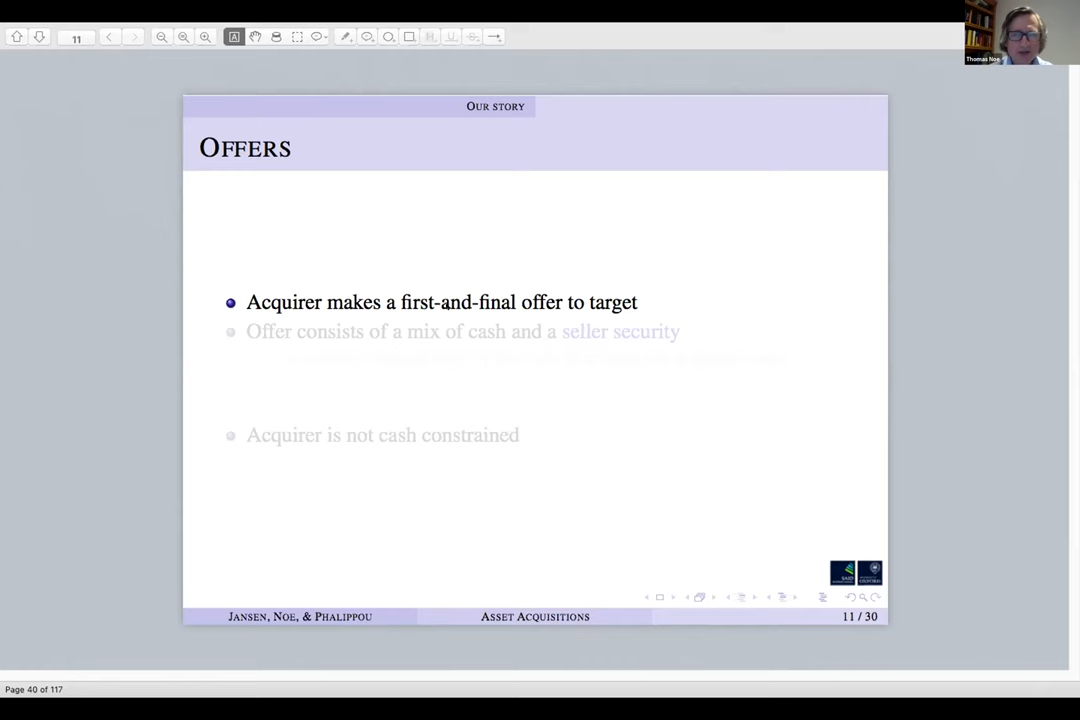 11
Thomas Noe
OUR STORY
OFFERS
Acquirer makes a first-and-final offer to target
Offer consists of a mix of cash and a seller security
Acquirer is not cash constrained
JANSEN, NOE, & PHALIPPOU
ASSET ACQUISITIONS
11 / 30
Page 40 of 117